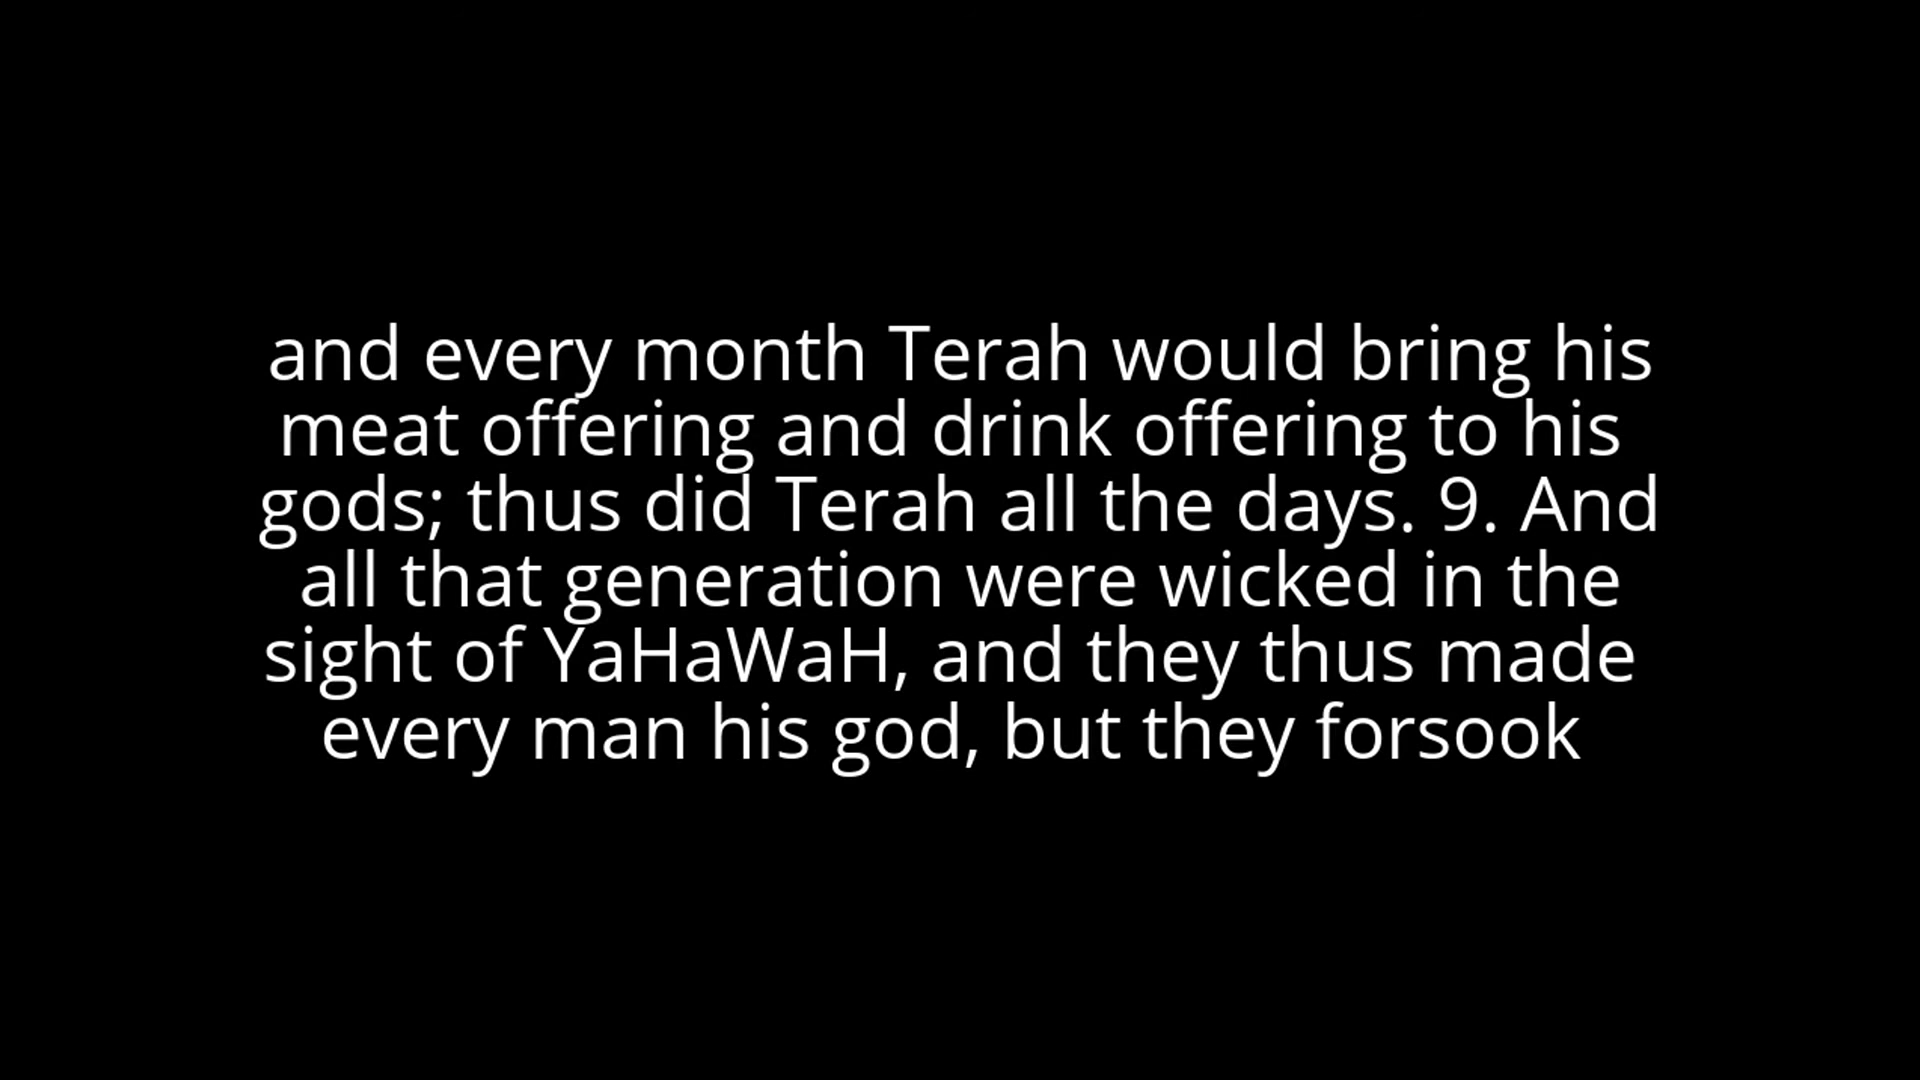 and every month Terah would bring his
meat offering and drink offering to his
gods; thus did Terah all the days. 9. And
all that generation were wicked in the
sight of YaHaWaH, and they thus made
every man his god, but they forsook